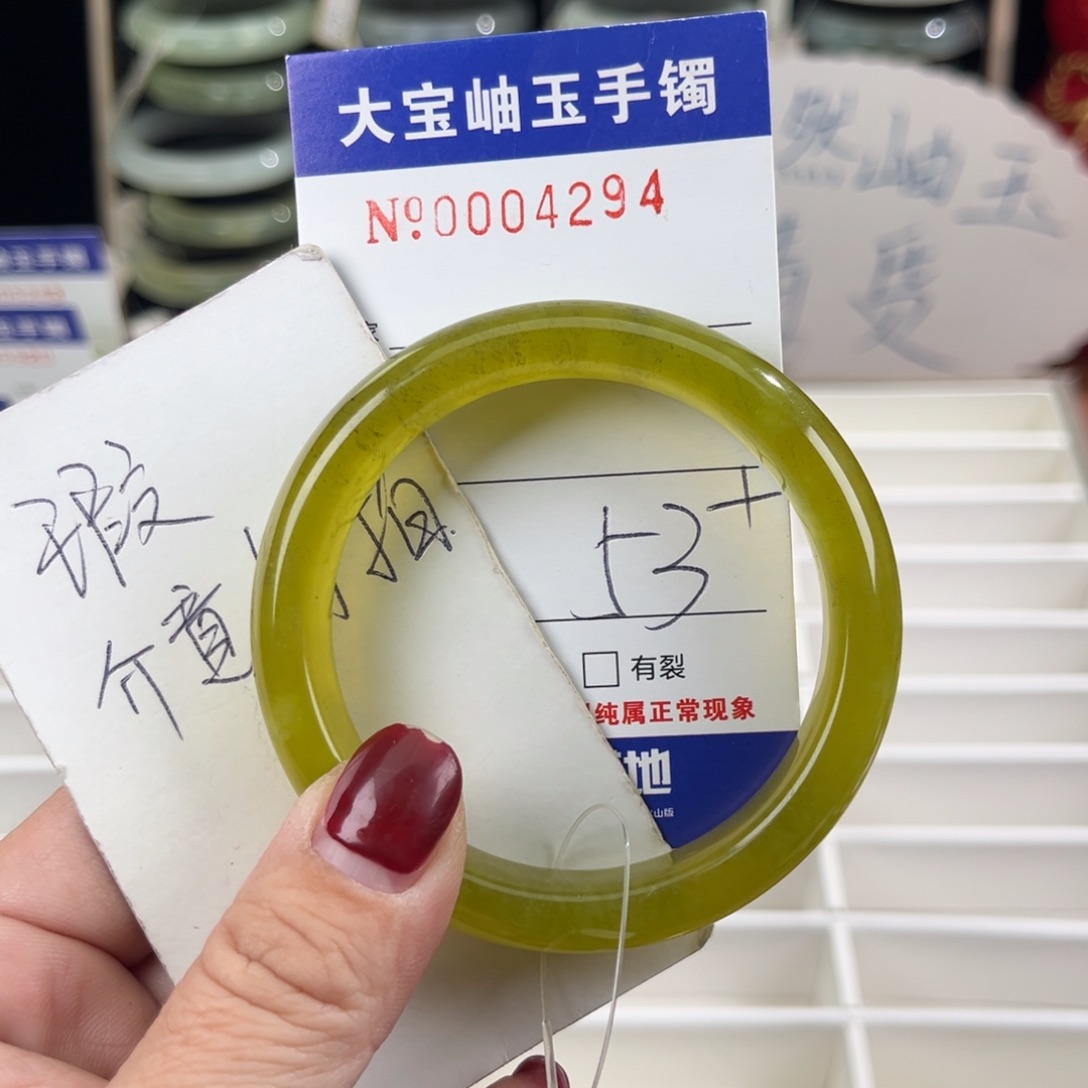 大宝岫玉手镯
№0004294
然岫玉
瑕
介意
拍
53+
□ 有裂
纯属正常现象
地